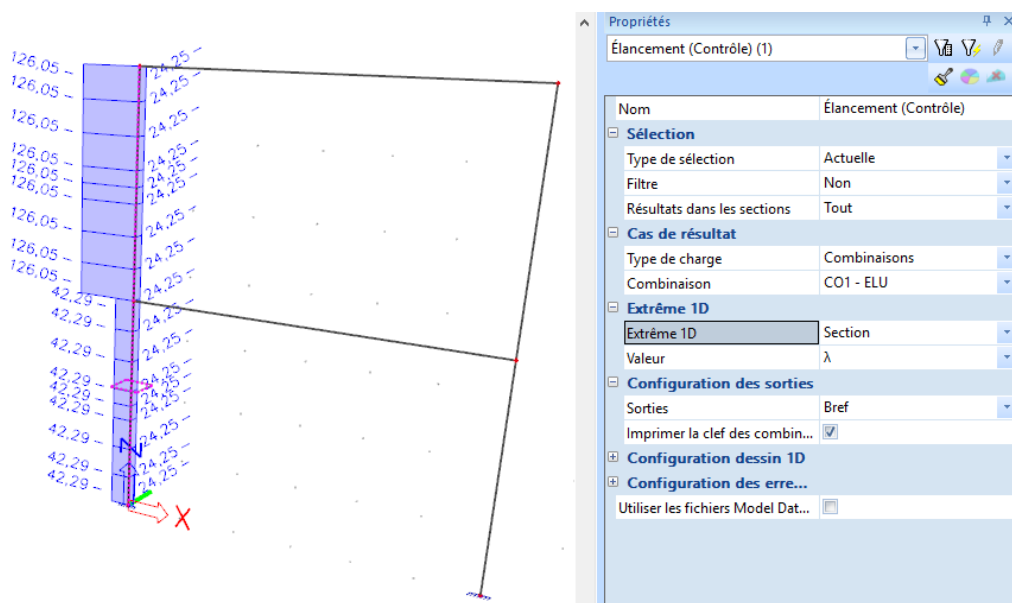 126,05 – 24,25 –
126,05 – 24,25 –
126,05 – 24,25 –
126,05 – 24,25 –
126,05 – 24,25 –
126,05 – 24,25 –
126,05 – 24,25 –
126,05 – 24,25 –
126,05 – 24,25 –
42,29 – 24,25 –
42,29 – 24,25 –
42,29 – 24,25 –
42,29 – 24,25 –
42,29 – 24,25 –
42,29 – 24,25 –
42,29 – 24,25 –
42,29 – 24,25 –
42,29 – 24,25 –
Z
X
Propriétés
Élancement (Contrôle) (1)
Nom Élancement (Contrôle)
Sélection
Type de sélection Actuelle
Filtre Non
Résultats dans les sections Tout
Cas de résultat
Type de charge Combinaisons
Combinaison CO1 - ELU
Extrême 1D
Extrême 1D Section
Valeur λ
Configuration des sorties
Sorties Bref
Imprimer la clef des combin...
Configuration dessin 1D
Configuration des erre...
Utiliser les fichiers Model Dat...